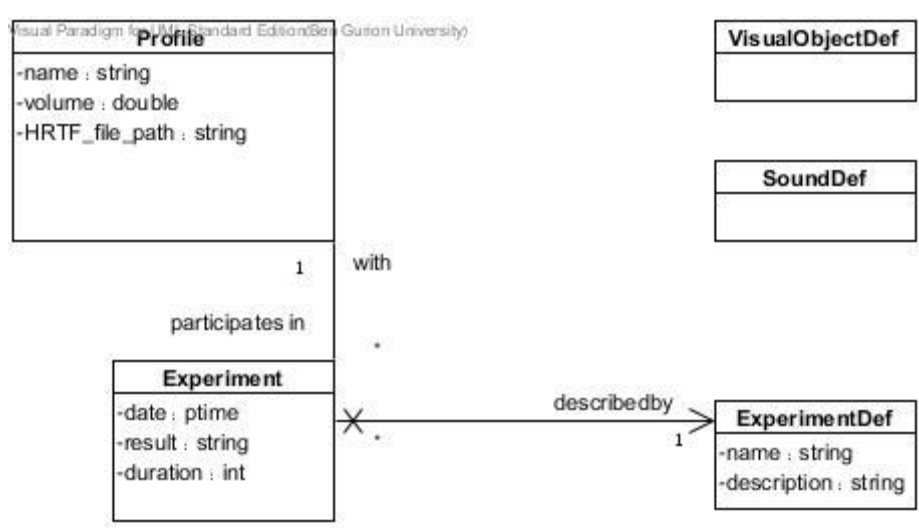 Visual Paradigm for UML Standard Edition(Ben Gurion University)
Profile
-name : string
-volume : double
-HRTF_file_path : string
VisualObjectDef
SoundDef
1
with
participates in
*
Experiment
-date : ptime
-result : string
-duration : int
describedby
*
1
ExperimentDef
-name : string
-description : string